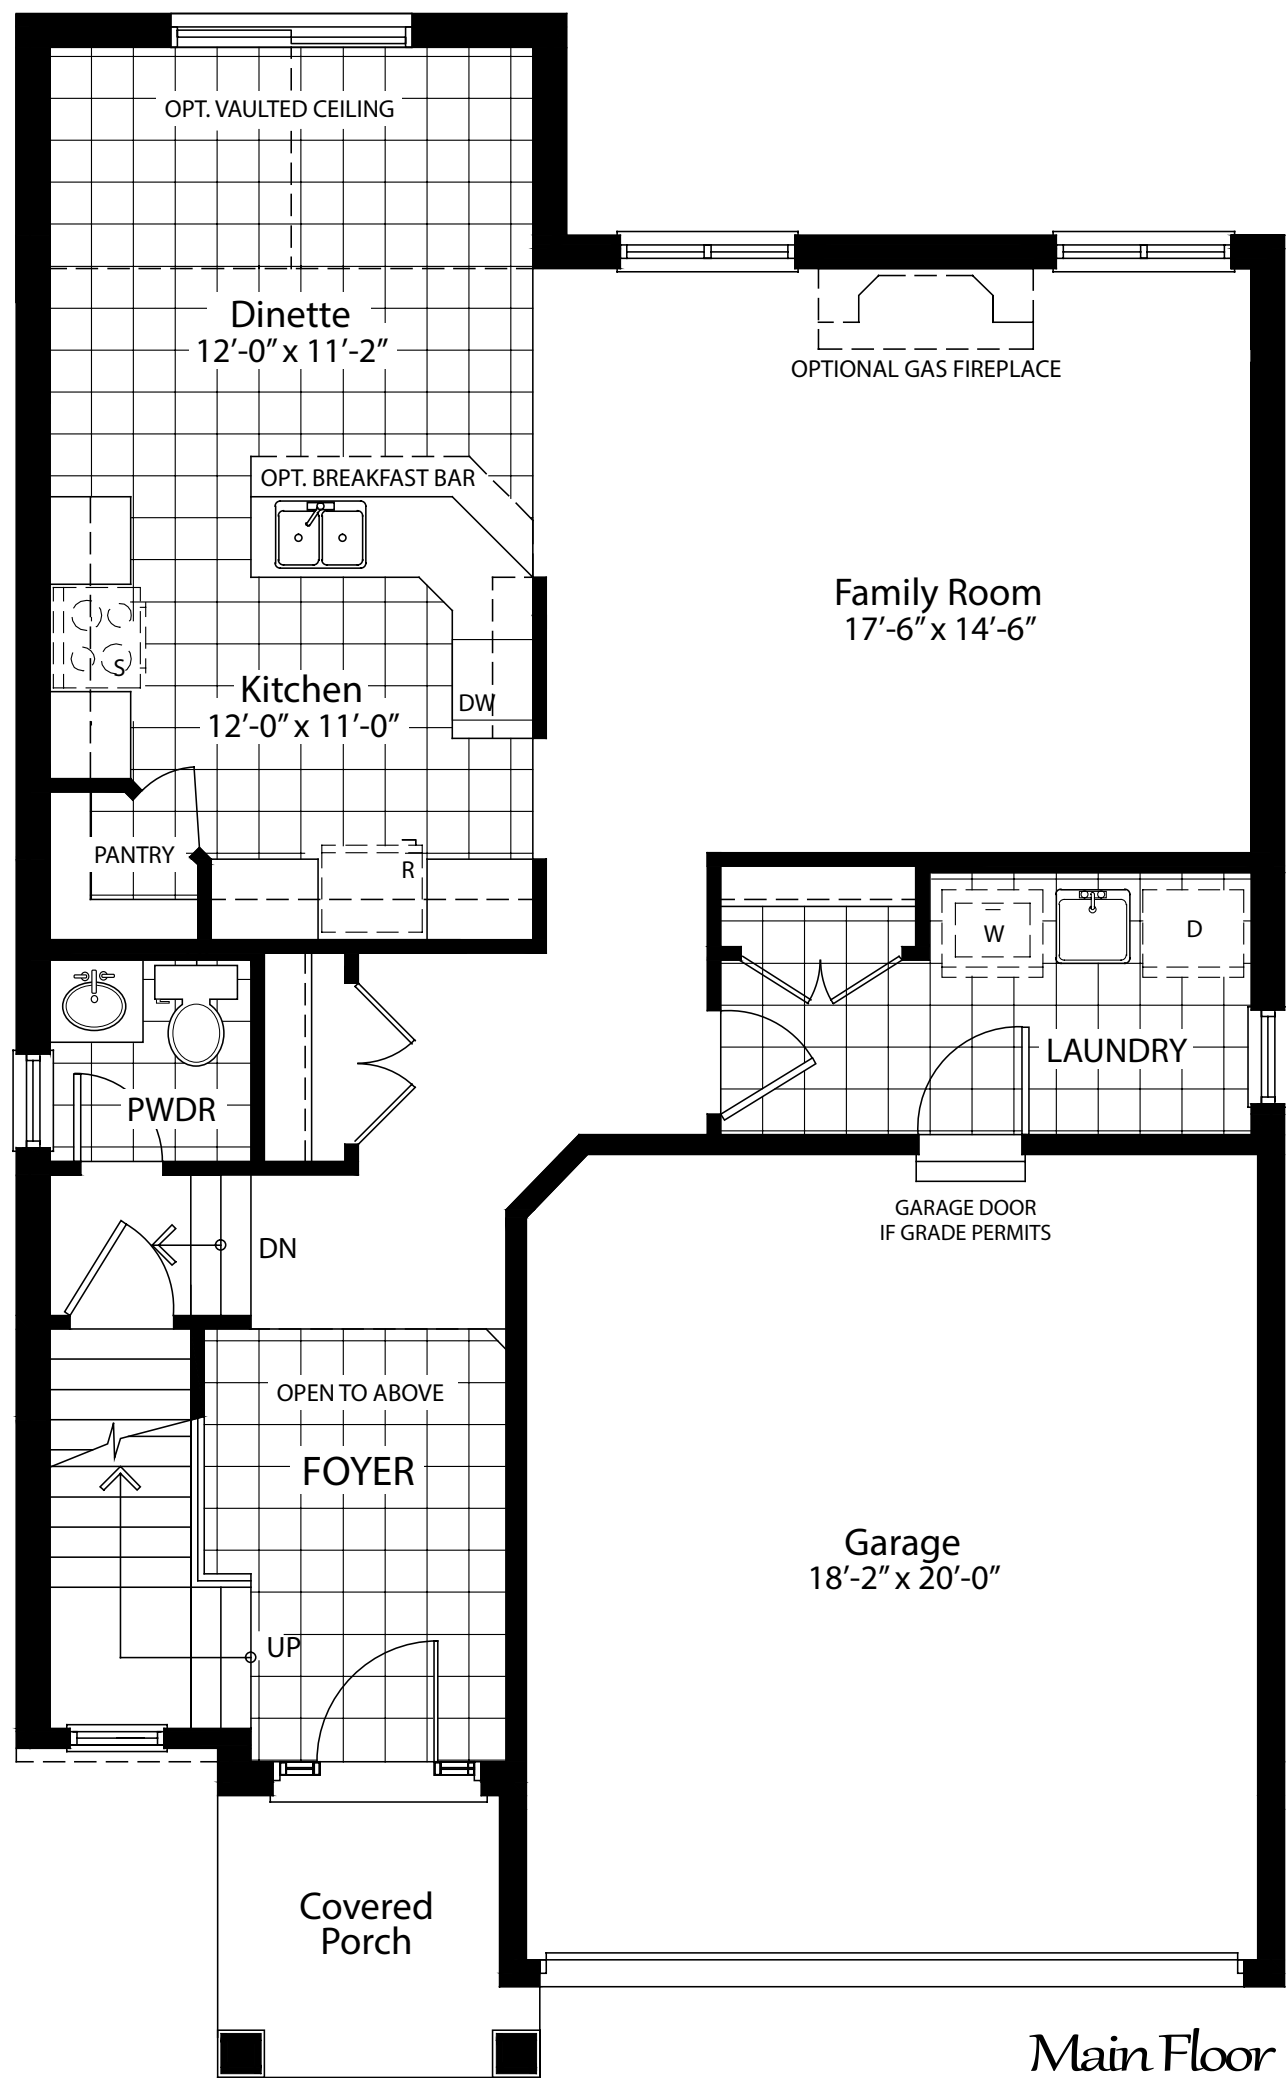 OPT. VAULTED CEILING
Dinette
12’-0” x 11’-2”
OPTIONAL GAS FIREPLACE
OPT. BREAKFAST BAR
Family Room
17’-6” x 14’-6”
S
Kitchen
12’-0” x 11’-0”
DW
PANTRY
R
W
D
LAUNDRY
PWDR
GARAGE DOOR
IF GRADE PERMITS
DN
OPEN TO ABOVE
FOYER
Garage
18’-2” x 20’-0”
UP
Covered
Porch
Main Floor